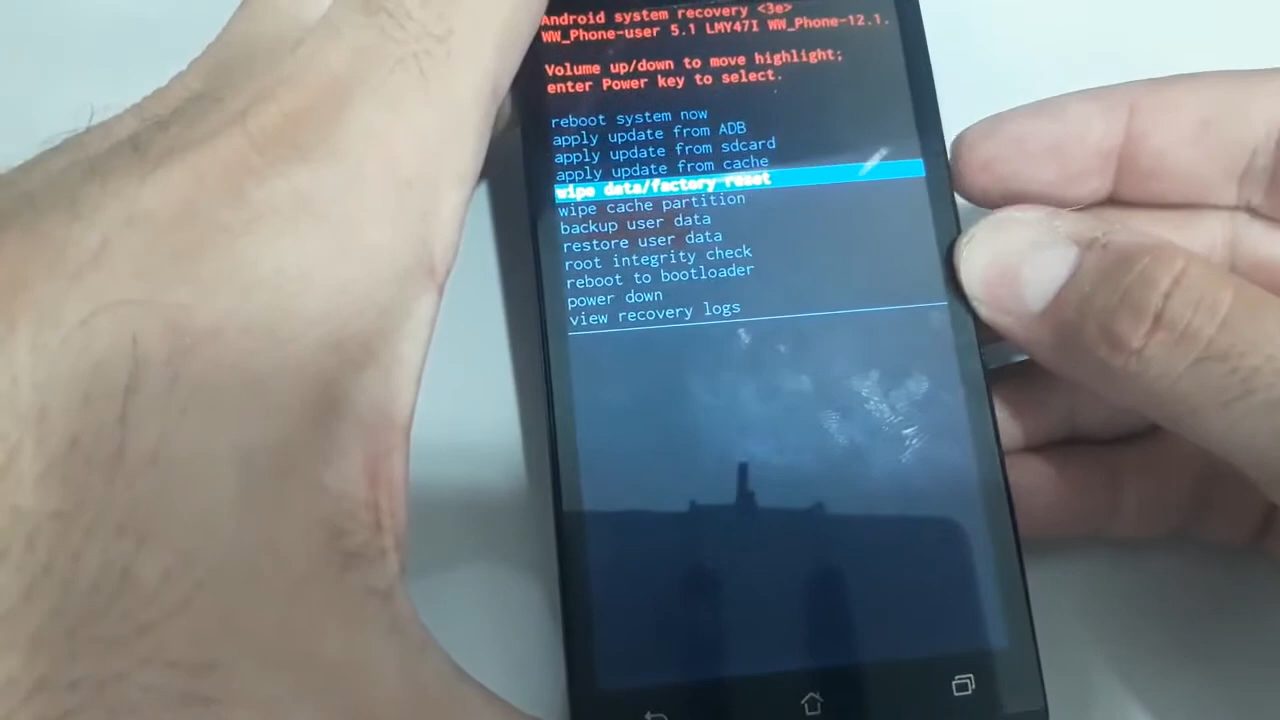 Android system recovery <3e>
WW_Phone-user 5.1 LMY47I WW_Phone-12.1.
Volume up/down to move highlight;
enter Power key to select.
reboot system now
apply update from ADB
apply update from sdcard
apply update from cache
wipe data/factory reset
wipe cache partition
backup user data
restore user data
root integrity check
reboot to bootloader
power down
view recovery logs